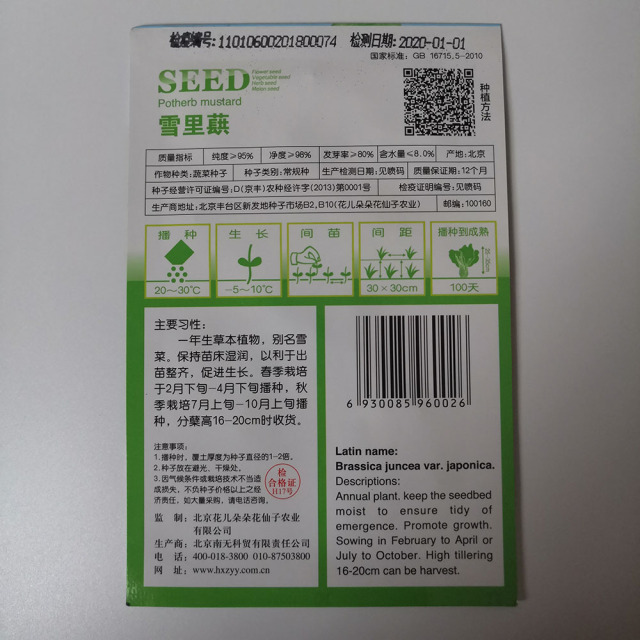 检疫编号: 11010600201800074 检测日期: 2020-01-01
国家标准: GB 16715.5-2010
SEED
Flower seed
Vegetable seed
Herb seed
Melon seed
Potherb mustard
雪里蕻
种植方法
质量指标 纯度≥95% 净度≥98% 发芽率≥80% 含水量≤8.0% 产地:北京
作物种类:蔬菜种子 种子类别:常规种 生产检测日期:见喷码 质量保证期:12个月
种子经营许可证编号:D(京丰)农种经许字(2013)第0001号 检疫证明编号:见喷码
生产商地址:北京丰台区新发地种子市场B2,B10(花儿朵朵花仙子农业) 邮编:100160
播种 生长 间苗 间距 播种到成熟
20~30℃ -5~10℃ 30×30cm 100天
主要习性:
一年生草本植物,别名雪
菜。保持苗床湿润,以利于出
苗整齐,促进生长。春季栽培
于2月下旬-4月下旬播种,秋
季栽培7月上旬-10月上旬播
种,分蘖高16-20cm时收货。
注意事项:
1.播种时,覆土厚度为种子直径的1-2倍。
2.种子放在避光、干燥处。
3.因气候条件或栽培技术不当造
成损失,不负种子价格以上之经
济责任,如大量采购,请电话咨询。
检
合格证
JJ17号
监制:北京花儿朵朵花仙子农业
有限公司
生产商:北京南无科贸有限责任公司
电话:400-018-3800 010-87503800
网址:www.hxzyy.com.cn
6 930085 960026
Latin name:
Brassica juncea var. japonica.
Descriptions:
Annual plant. keep the seedbed
moist to ensure tidy of
emergence. Promote growth.
Sowing in February to April or
July to October. High tillering
16-20cm can be harvest.